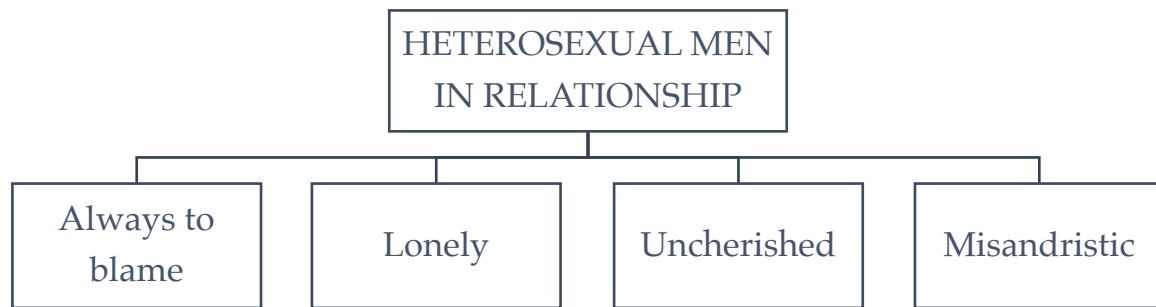 HETEROSEXUAL MEN
IN RELATIONSHIP
Always to
blame
Lonely
Uncherished
Misandristic